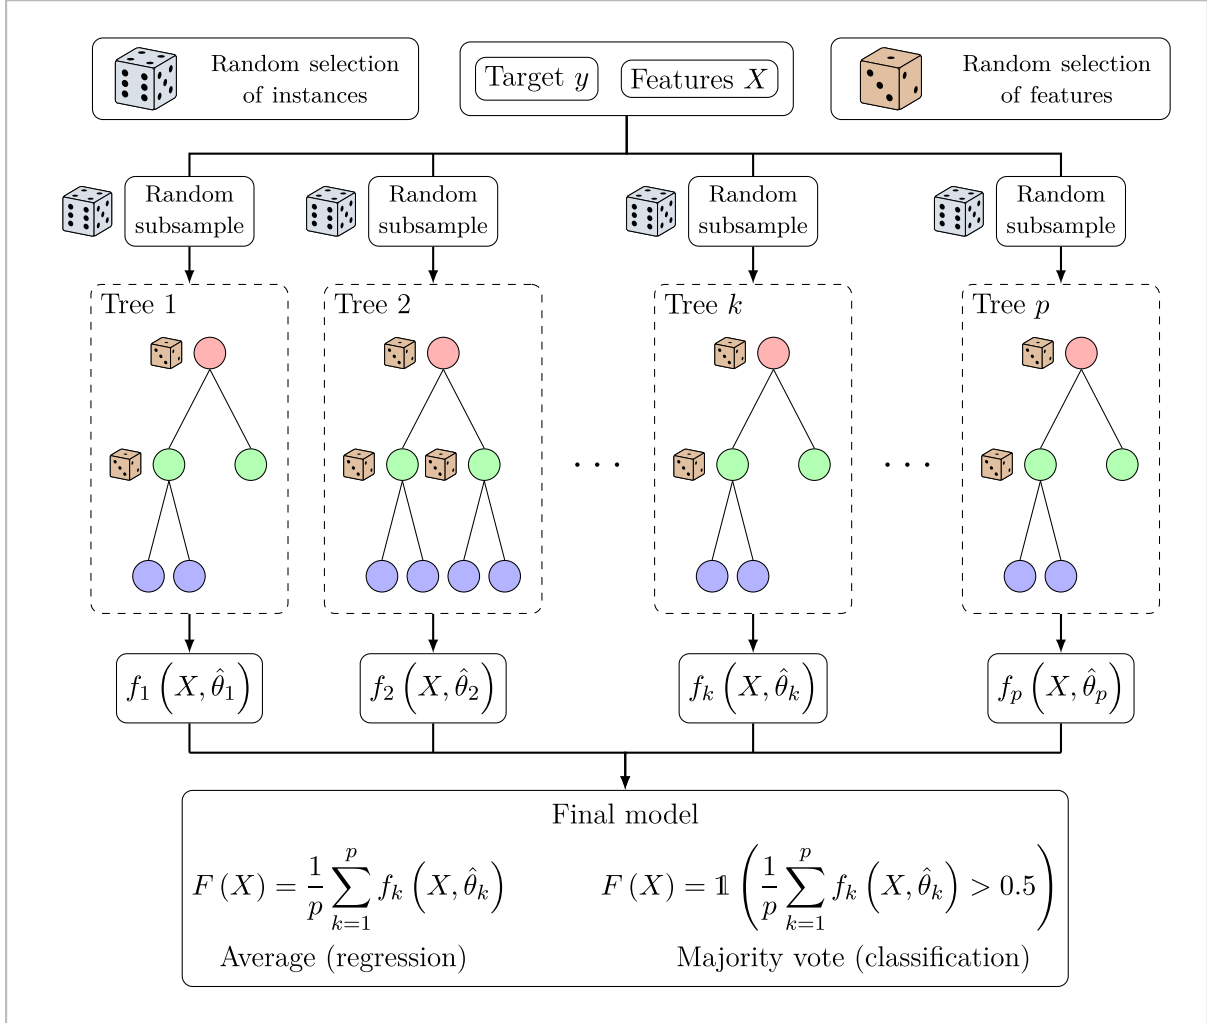 Random selection
of instances
Target y
Features X
Random selection
of features
Random
subsample
Random
subsample
Random
subsample
Random
subsample
Tree 1
Tree 2
Tree k
Tree p
. . .
. . .
f₁ (X, θ̂₁)
f₂ (X, θ̂₂)
fₖ (X, θ̂ₖ)
fₚ (X, θ̂ₚ)
Final model
F (X) = 1/p ∑ₖ₌₁ᵖ fₖ (X, θ̂ₖ)
F (X) = 𝟙 (1/p ∑ₖ₌₁ᵖ fₖ (X, θ̂ₖ) > 0.5)
Average (regression)
Majority vote (classification)